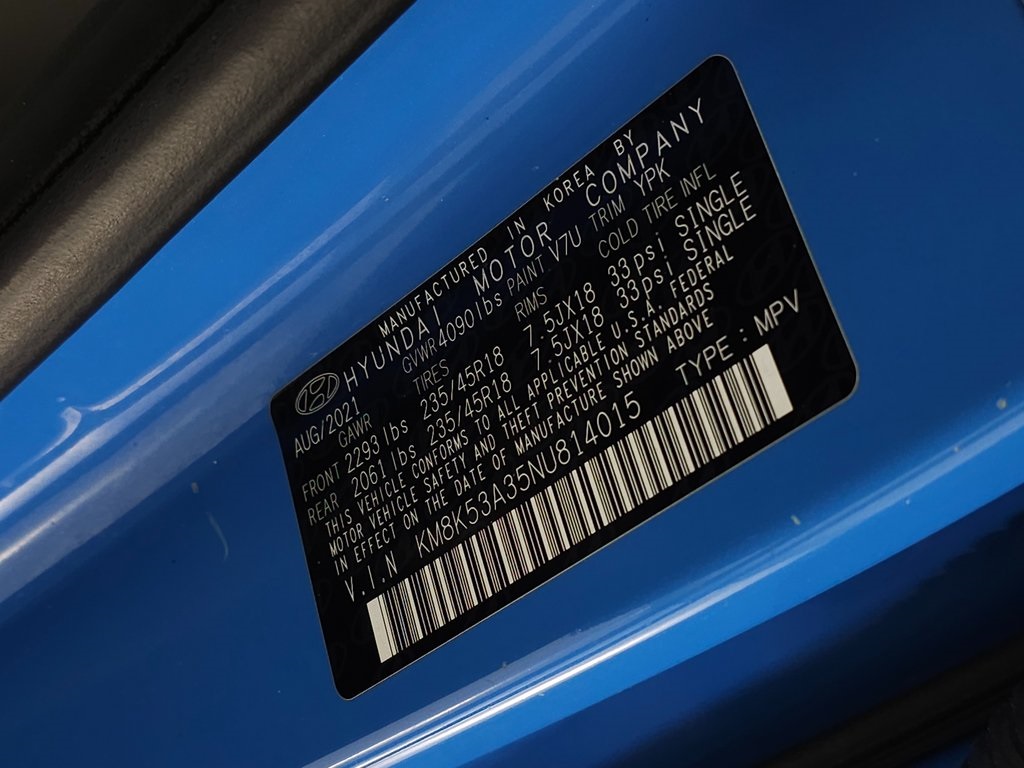 MANUFACTURED IN KOREA BY
HYUNDAI MOTOR COMPANY
AUG/2021 GVWR 4090 lbs PAINT V7U TRIM YPK
GAWR TIRES RIMS COLD TIRE INFL
FRONT 2293 lbs 235/45R18 7.5JX18 33psi SINGLE
REAR 2061 lbs 235/45R18 7.5JX18 33psi SINGLE
THIS VEHICLE CONFORMS TO ALL APPLICABLE U.S.A. FEDERAL
MOTOR VEHICLE SAFETY AND THEFT PREVENTION STANDARDS
IN EFFECT ON THE DATE OF MANUFACTURE SHOWN ABOVE
V.I.N KM8K53A35NU814015 TYPE : MPV